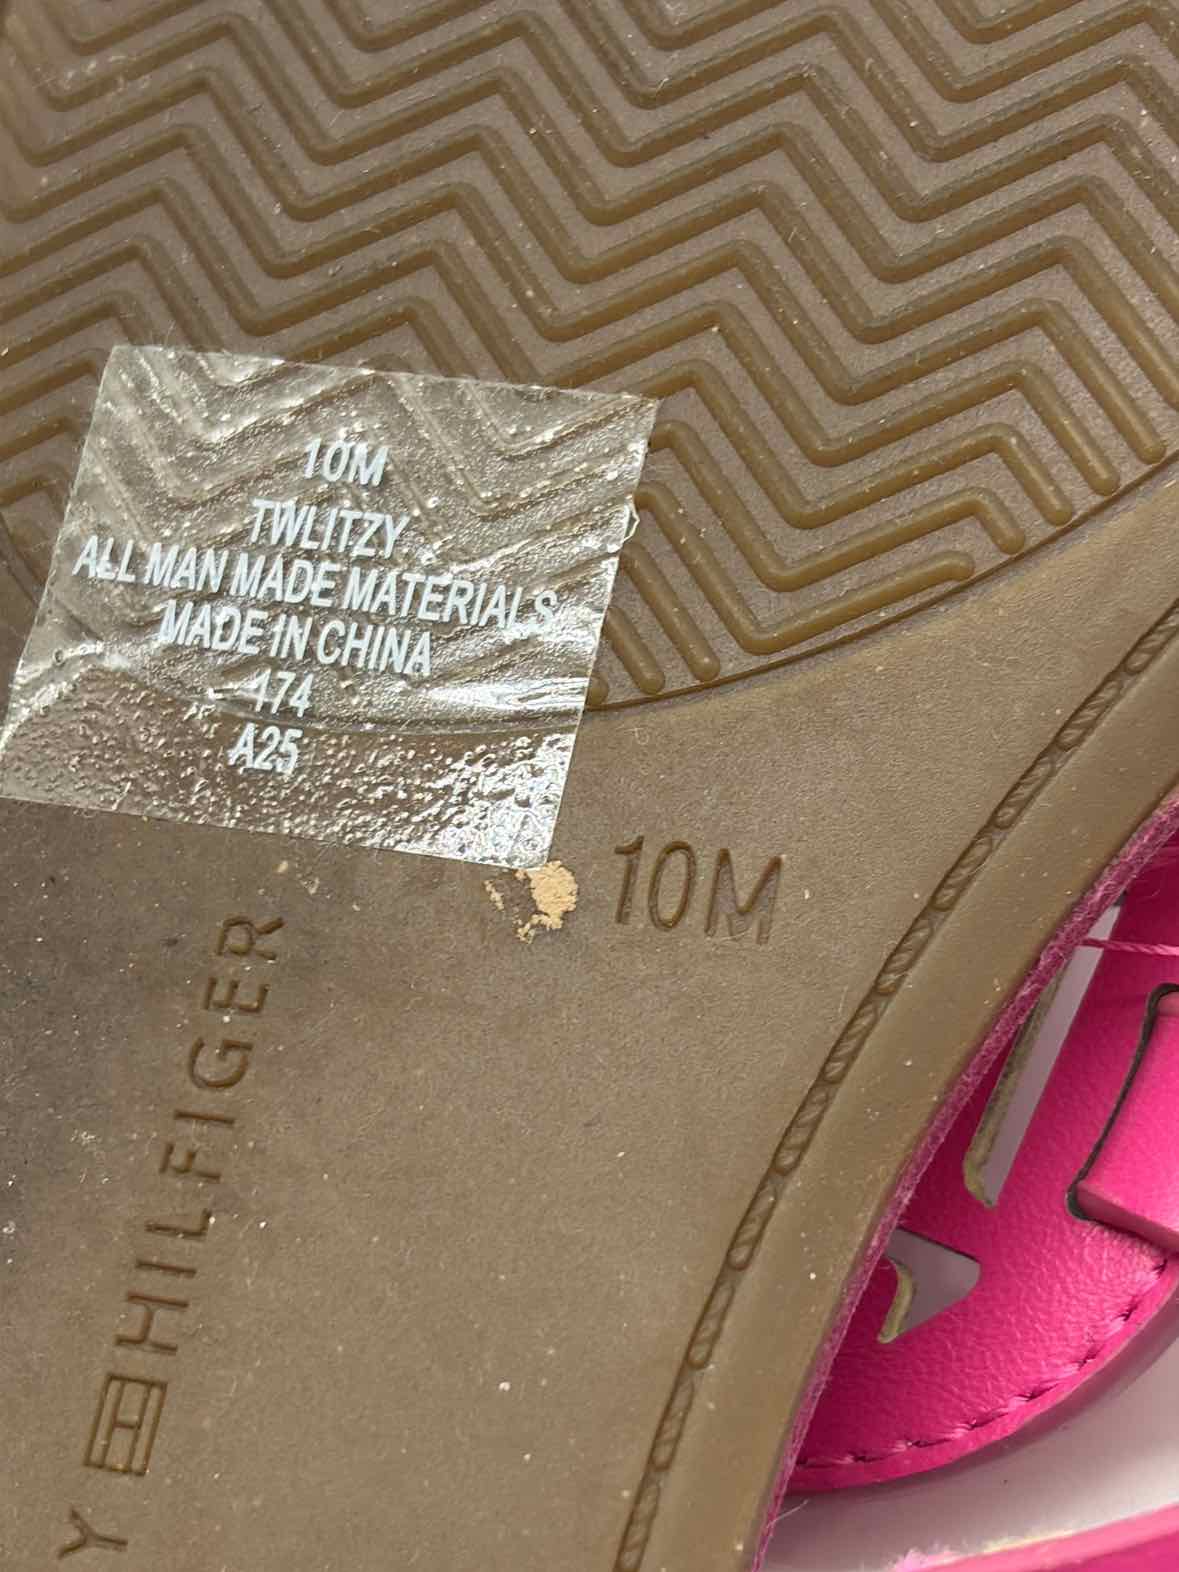 10M
TWLITZY
ALL MAN MADE MATERIALS
MADE IN CHINA
174
A25
10M
Y HILFIGER